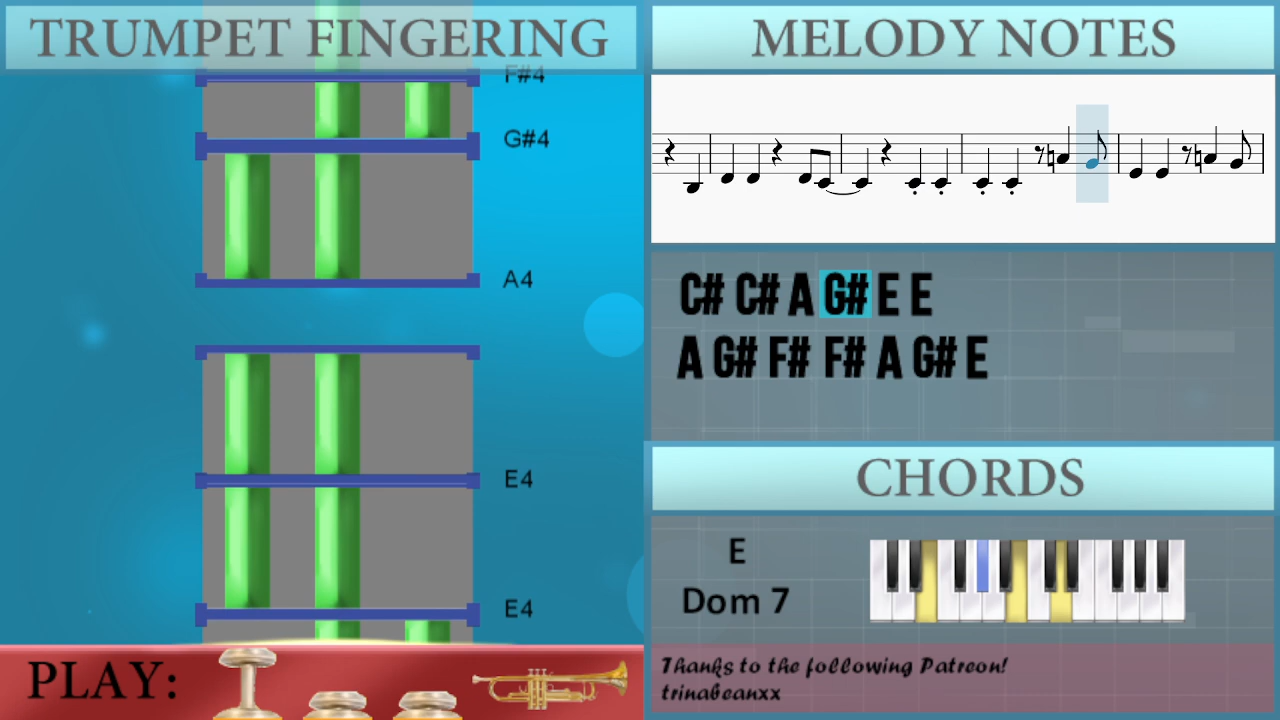 TRUMPET FINGERING
F#4
G#4
A4
E4
E4
PLAY:
MELODY NOTES
C# C# A G# E E
A G# F# F# A G# E
CHORDS
E
Dom 7
Thanks to the following Patreon!
trinabeanxx